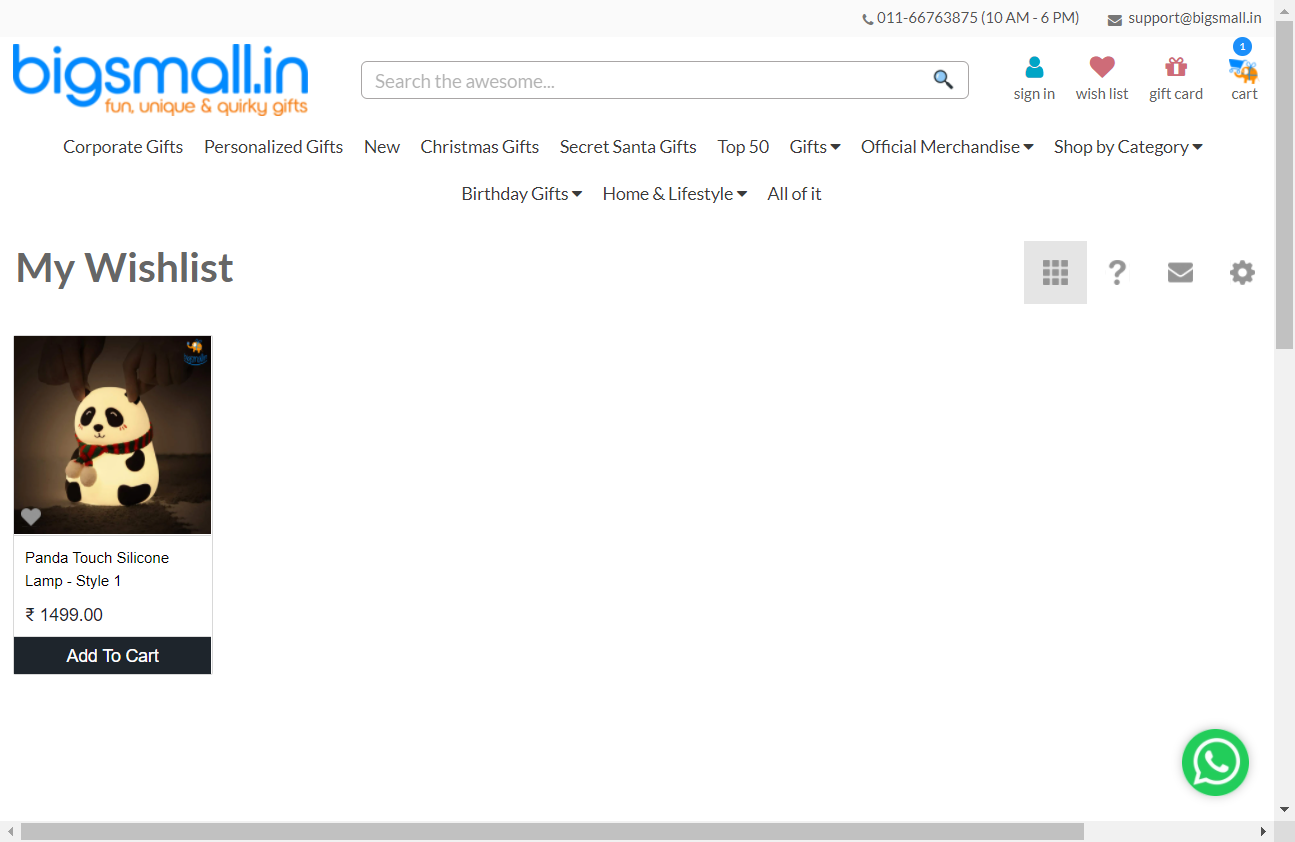 011-66763875 (10 AM - 6 PM) support@bigsmall.in
bigsmall.in
fun, unique & quirky gifts
Search the awesome...
1
sign in wish list gift card cart
Corporate Gifts Personalized Gifts New Christmas Gifts Secret Santa Gifts Top 50 Gifts Official Merchandise Shop by Category
Birthday Gifts Home & Lifestyle All of it
My Wishlist
?
Panda Touch Silicone
Lamp - Style 1
₹ 1499.00
Add To Cart